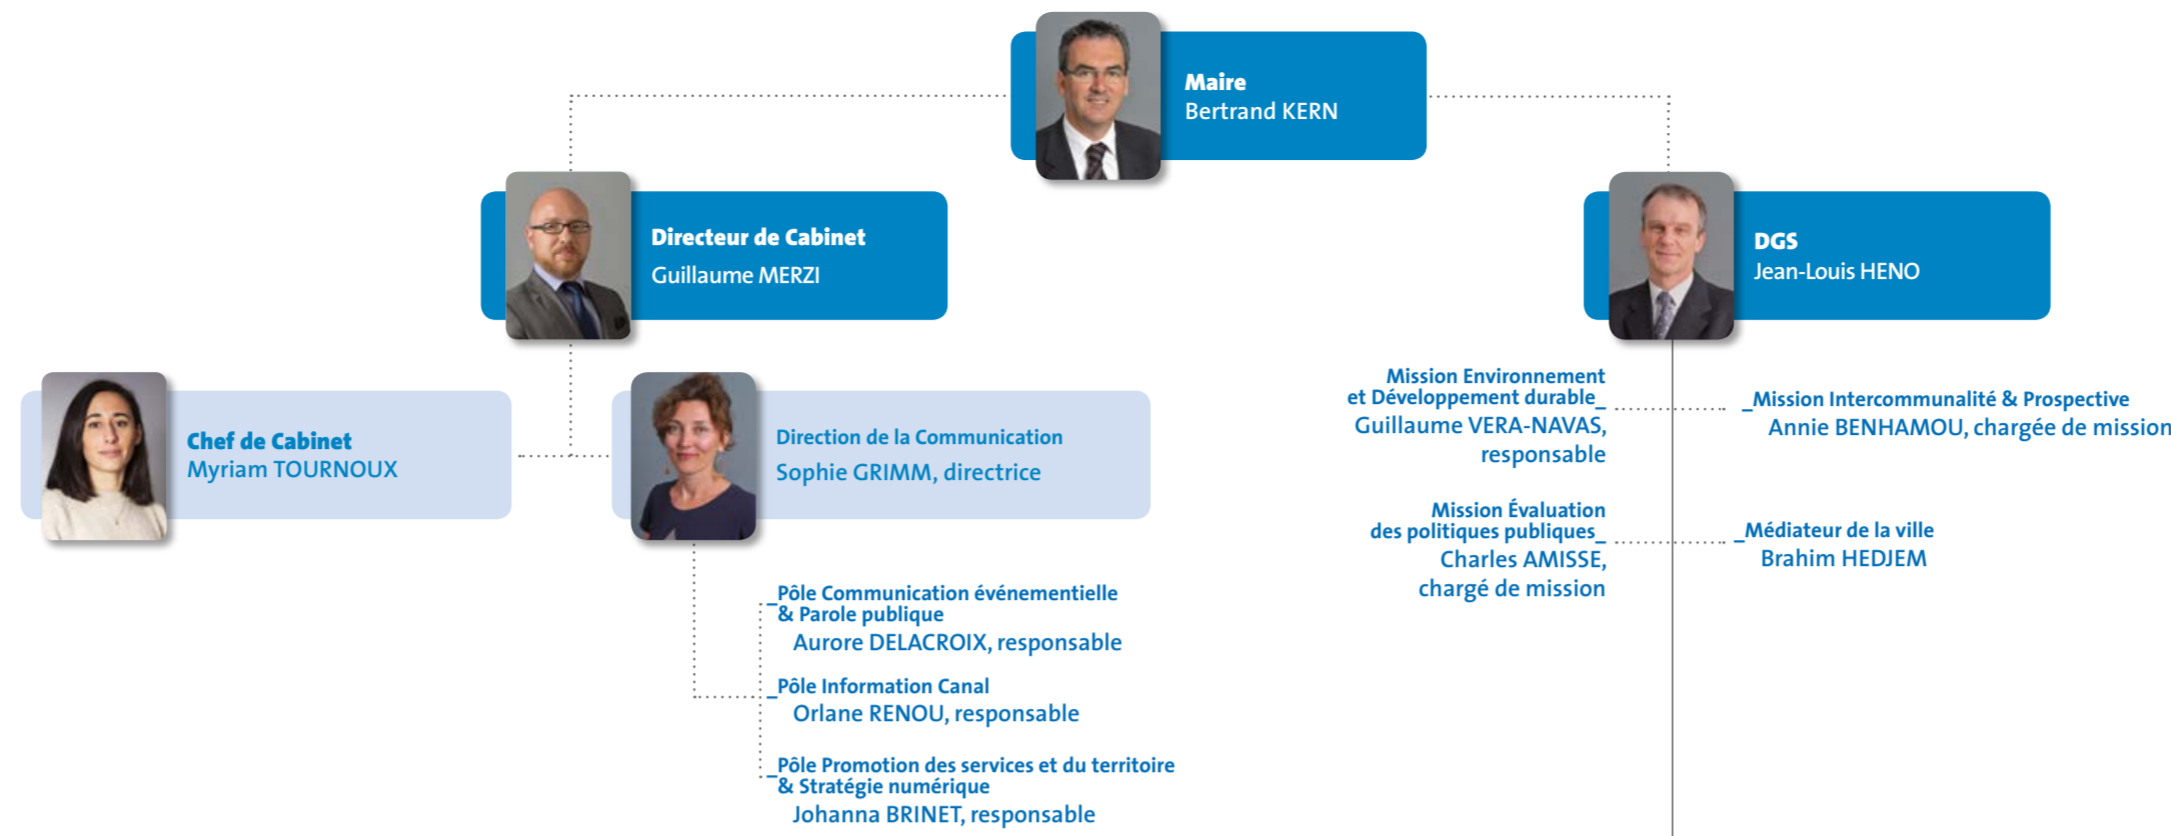 Maire
Bertrand KERN
Directeur de Cabinet
Guillaume MERZI
DGS
Jean-Louis HENO
Chef de Cabinet
Myriam TOURNOUX
Direction de la Communication
Sophie GRIMM, directrice
Mission Environnement
et Développement durable_
Guillaume VERA-NAVAS,
responsable
_Mission Intercommunalité & Prospective
Annie BENHAMOU, chargée de mission
Mission Évaluation
des politiques publiques_
Charles AMISSE,
chargé de mission
_Médiateur de la ville
Brahim HEDJEM
_Pôle Communication événementielle
& Parole publique
Aurore DELACROIX, responsable
_Pôle Information Canal
Orlane RENOU, responsable
_Pôle Promotion des services et du territoire
& Stratégie numérique
Johanna BRINET, responsable